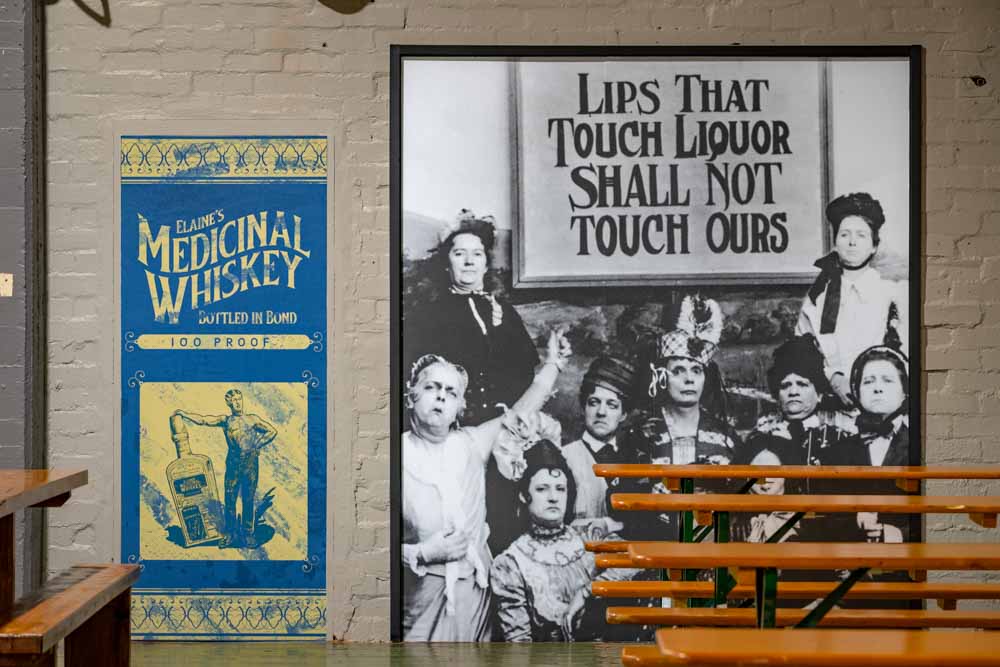 ELAINE'S
MEDICINAL
WHISKEY
BOTTLED IN BOND
100 PROOF
LIPS THAT
TOUCH LIQUOR
SHALL NOT
TOUCH OURS